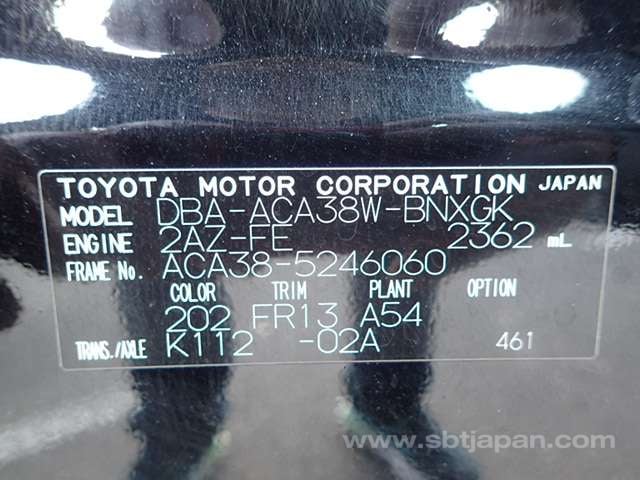 TOYOTA MOTOR CORPORATION JAPAN
MODEL DBA-ACA38W-BNXGK
ENGINE 2AZ-FE 2362 mL
FRAME No. ACA38-5246060
COLOR TRIM PLANT OPTION
202 FR13 A54
TRANS./AXLE K112 -02A 461
www.sbtjapan.com